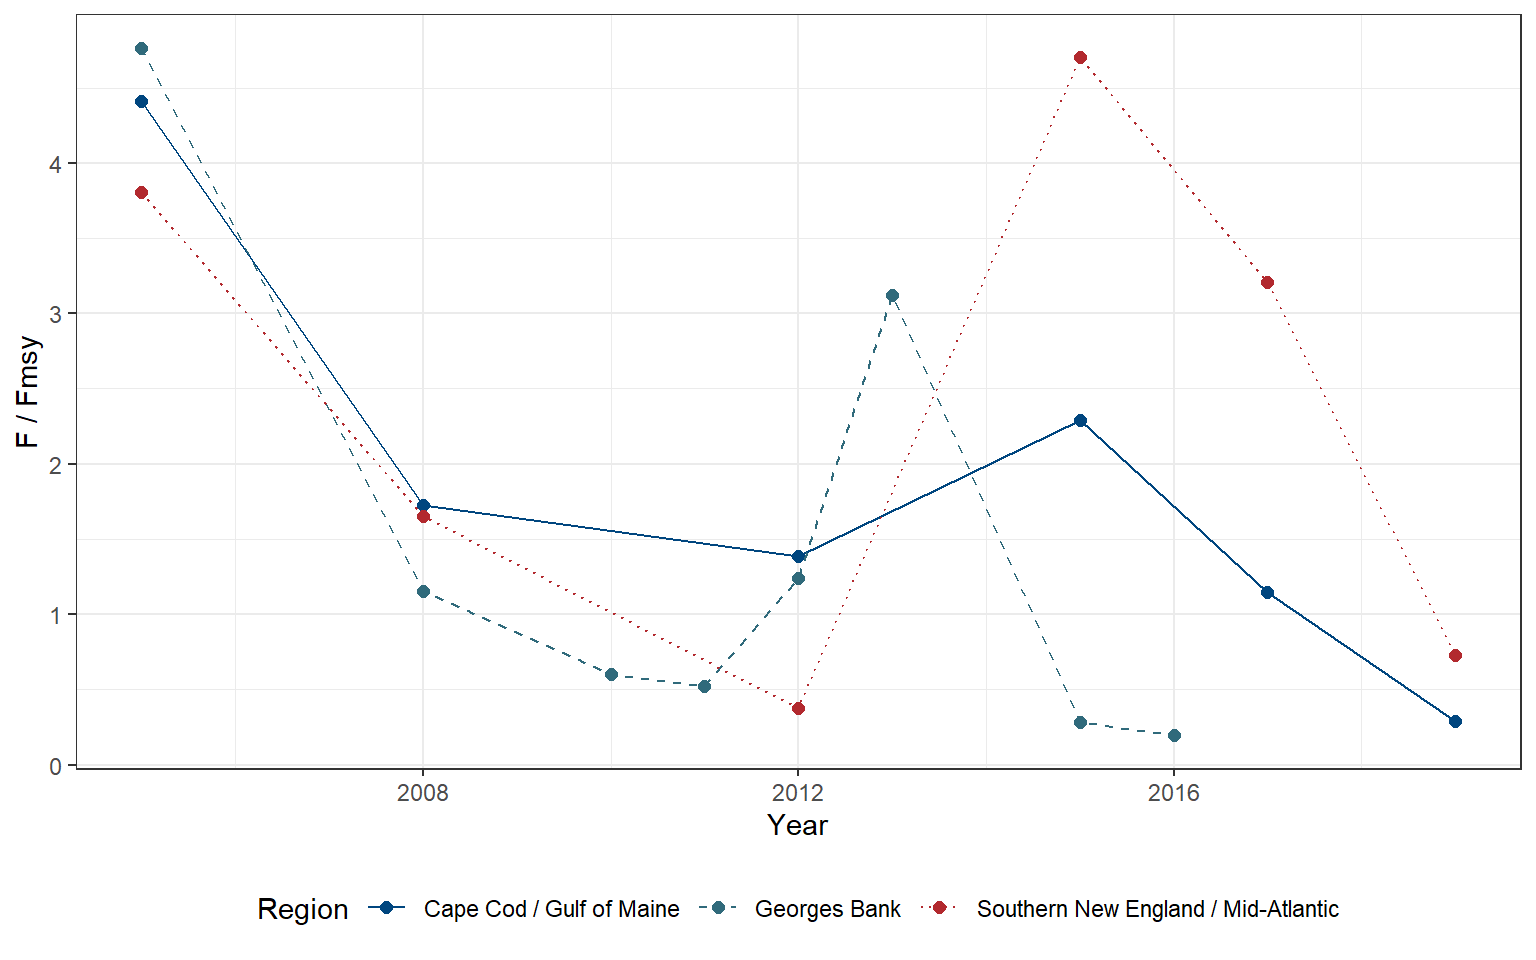 4
3
2
1
0
F / Fmsy
2008 2012 2016
Year
Region Cape Cod / Gulf of Maine Georges Bank Southern New England / Mid-Atlantic